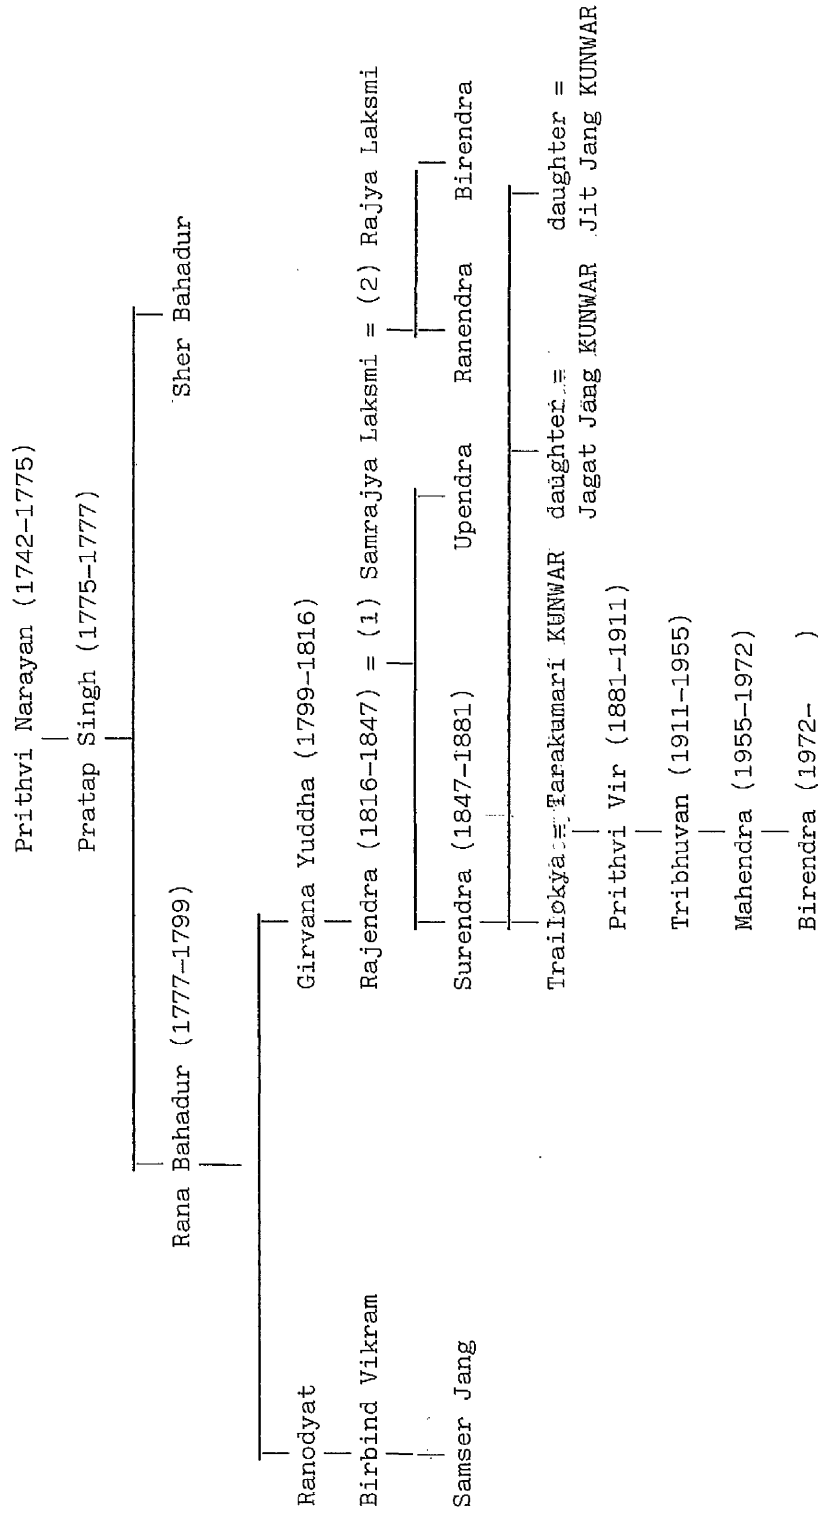 Prithvi Narayan (1742–1775)
Pratap Singh (1775–1777)
Rana Bahadur (1777–1799) Sher Bahadur
Ranodyat Girvana Yuddha (1799–1816)
Birbind Vikram Rajendra (1816–1847) = (1) Samrajya Laksmi = (2) Rajya Laksmi
Samser Jang Surendra (1847–1881) Upendra Ranendra Birendra
Trailokya = Tarakumari KUNWAR daughter = daughter =
Jagat Jang KUNWAR Jit Jang KUNWAR
Prithvi Vir (1881–1911)
Tribhuvan (1911–1955)
Mahendra (1955–1972)
Birendra (1972– )